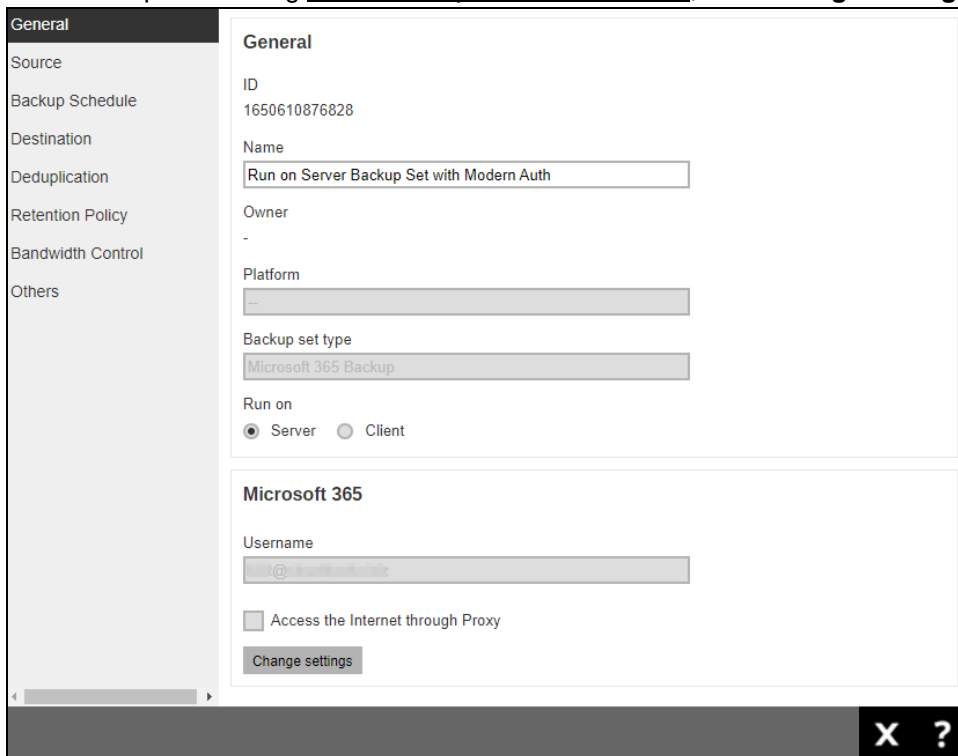 General
Source
Backup Schedule
Destination
Deduplication
Retention Policy
Bandwidth Control
Others
General
ID
1650610876828
Name
Run on Server Backup Set with Modern Auth
Owner
-
Platform
--
Backup set type
Microsoft 365 Backup
Run on
Server Client
Microsoft 365
Username
Access the Internet through Proxy
Change settings
X ?